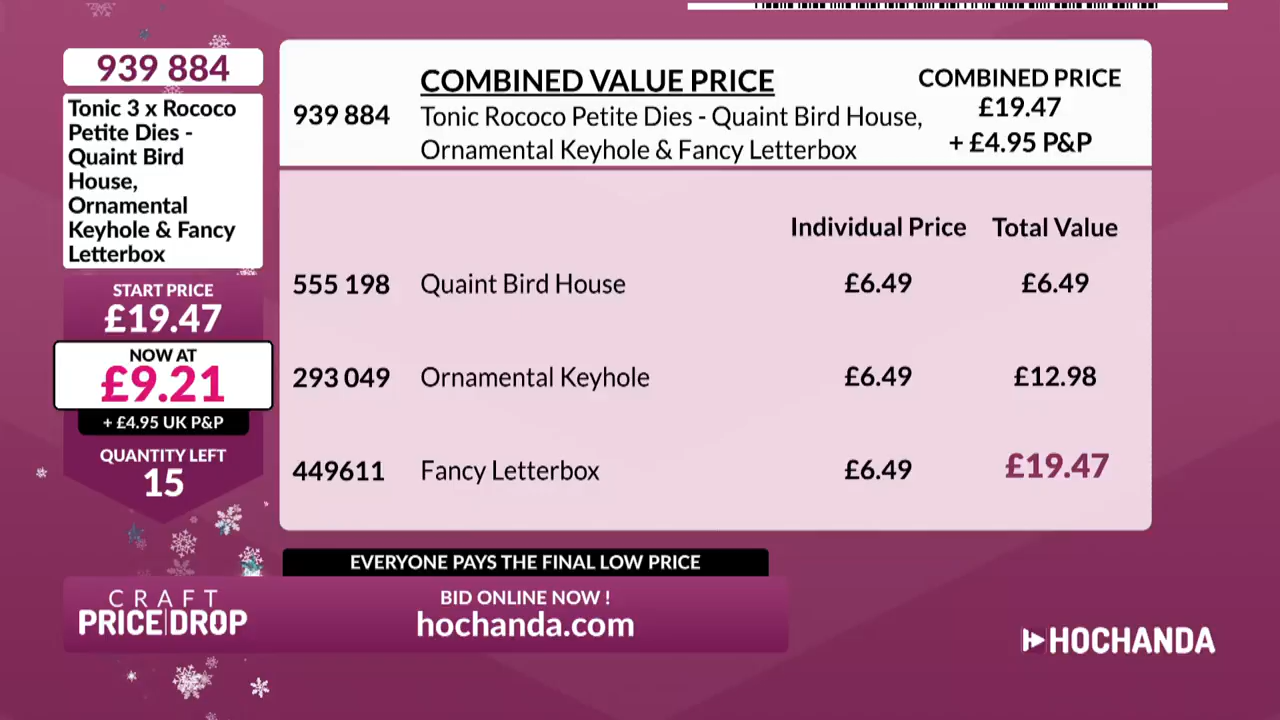 939 884
Tonic 3 x Rococo
Petite Dies -
Quaint Bird
House,
Ornamental
Keyhole & Fancy
Letterbox
START PRICE
£19.47
NOW AT
£9.21
+ £4.95 UK P&P
QUANTITY LEFT
15
COMBINED VALUE PRICE
939 884
Tonic Rococo Petite Dies - Quaint Bird House,
Ornamental Keyhole & Fancy Letterbox
COMBINED PRICE
£19.47
+ £4.95 P&P
Individual Price Total Value
555 198 Quaint Bird House £6.49 £6.49
293 049 Ornamental Keyhole £6.49 £12.98
449611 Fancy Letterbox £6.49 £19.47
EVERYONE PAYS THE FINAL LOW PRICE
CRAFT
PRICE DROP
BID ONLINE NOW !
hochanda.com
HOCHANDA